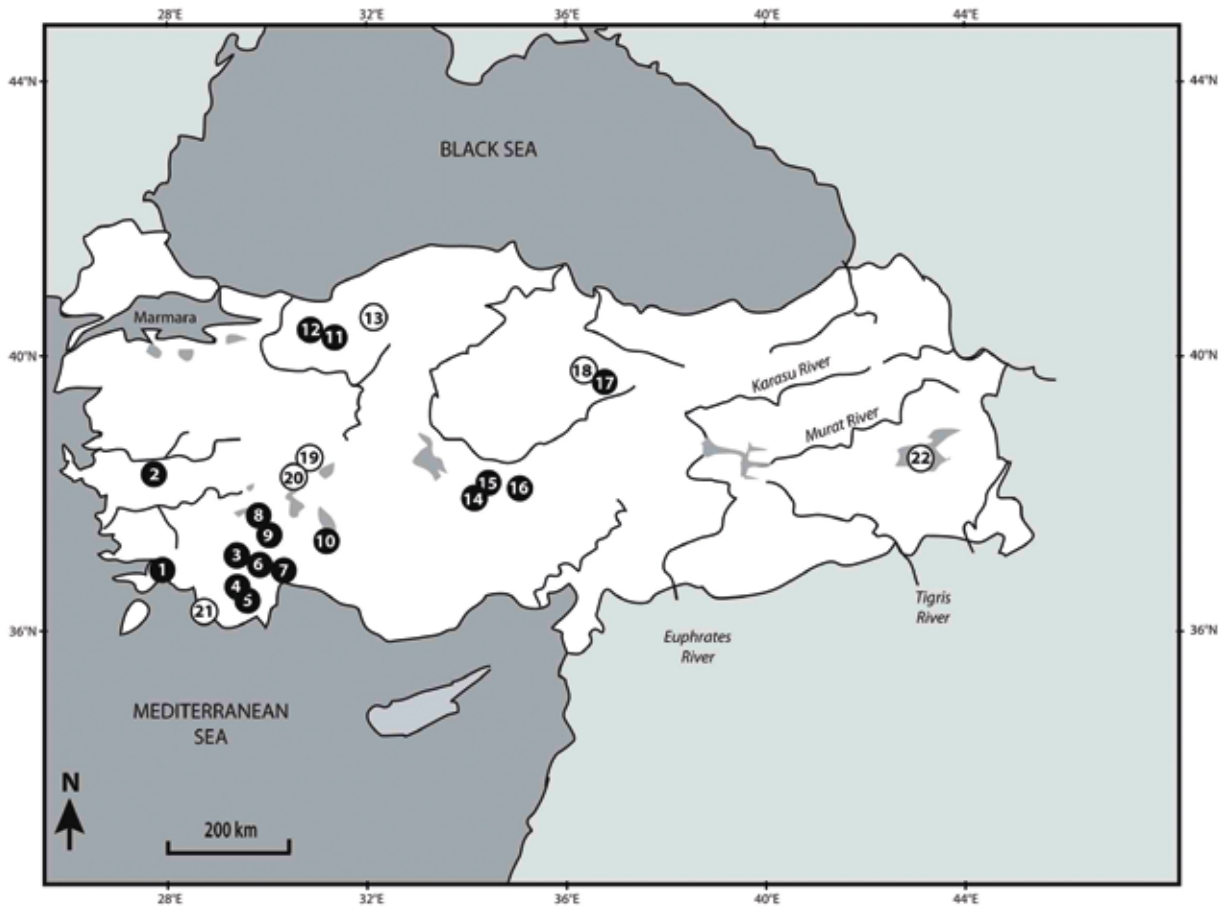 28°E 32°E 36°E 40°E 44°E
44°N 44°N
BLACK SEA
Marmara
13
12
11
40°N 40°N
18
17
Karasu River
Murat River
19
20
2
22
15
14
16
8
9
10
3
6
7
1
4
5
21
Tigris
River
36°N 36°N
Euphrates
River
MEDITERRANEAN
SEA
N
200 km
28°E 32°E 36°E 40°E 44°E